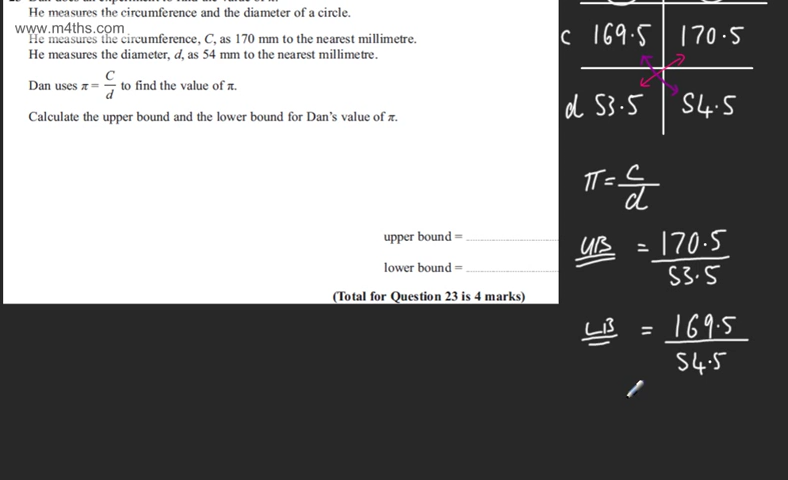 He measures the circumference and the diameter of a circle.
www.m4ths.com
He measures the circumference, C, as 170 mm to the nearest millimetre.
He measures the diameter, d, as 54 mm to the nearest millimetre.
Dan uses π = C/d to find the value of π.
Calculate the upper bound and the lower bound for Dan's value of π.
upper bound =
lower bound =
(Total for Question 23 is 4 marks)
C 169.5 170.5
d 53.5 54.5
π = C/d
UB = 170.5/53.5
LB = 169.5/54.5